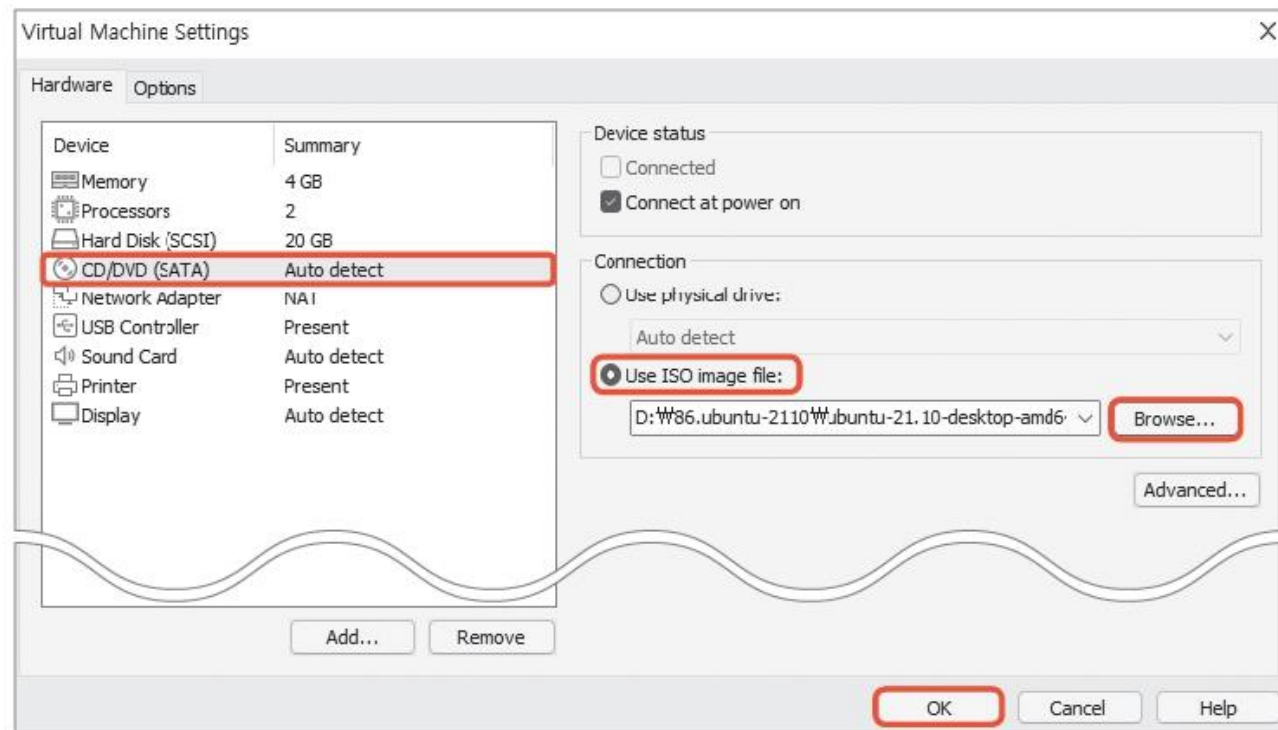 Virtual Machine Settings
Hardware Options
Device Summary
Memory 4 GB
Processors 2
Hard Disk (SCSI) 20 GB
CD/DVD (SATA) Auto detect
Network Adapter NAT
USB Controller Present
Sound Card Auto detect
Printer Present
Display Auto detect
Add... Remove
Device status
Connected
Connect at power on
Connection
Use physical drive:
Auto detect
Use ISO image file:
D:₩86.ubuntu-2110₩ubuntu-21.10-desktop-amd6 Browse...
Advanced...
OK Cancel Help